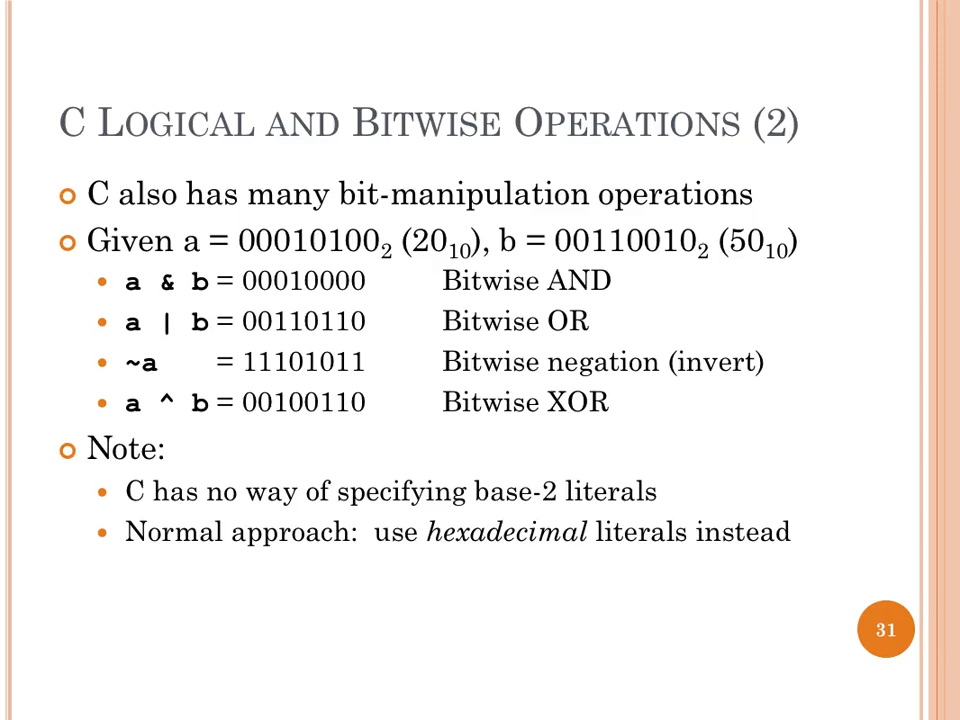 C LOGICAL AND BITWISE OPERATIONS (2)
C also has many bit-manipulation operations
Given a = 00010100₂ (20₁₀), b = 00110010₂ (50₁₀)
a & b = 00010000 Bitwise AND
a | b = 00110110 Bitwise OR
~a = 11101011 Bitwise negation (invert)
a ^ b = 00100110 Bitwise XOR
Note:
C has no way of specifying base-2 literals
Normal approach: use hexadecimal literals instead
31